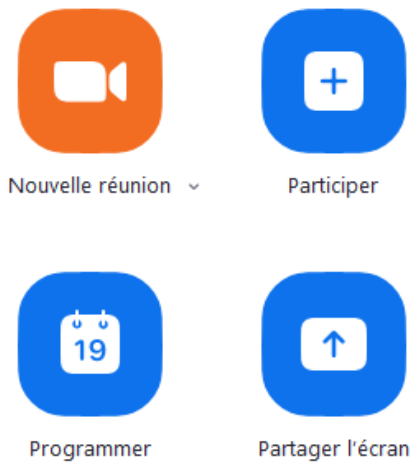 Nouvelle réunion
Participer
19
Programmer
Partager l'écran